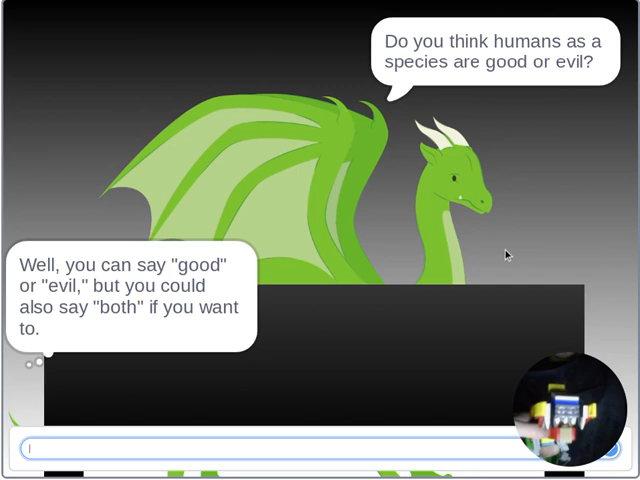 Do you think humans as a
species are good or evil?
Well, you can say "good"
or "evil," but you could
also say "both" if you want
to.